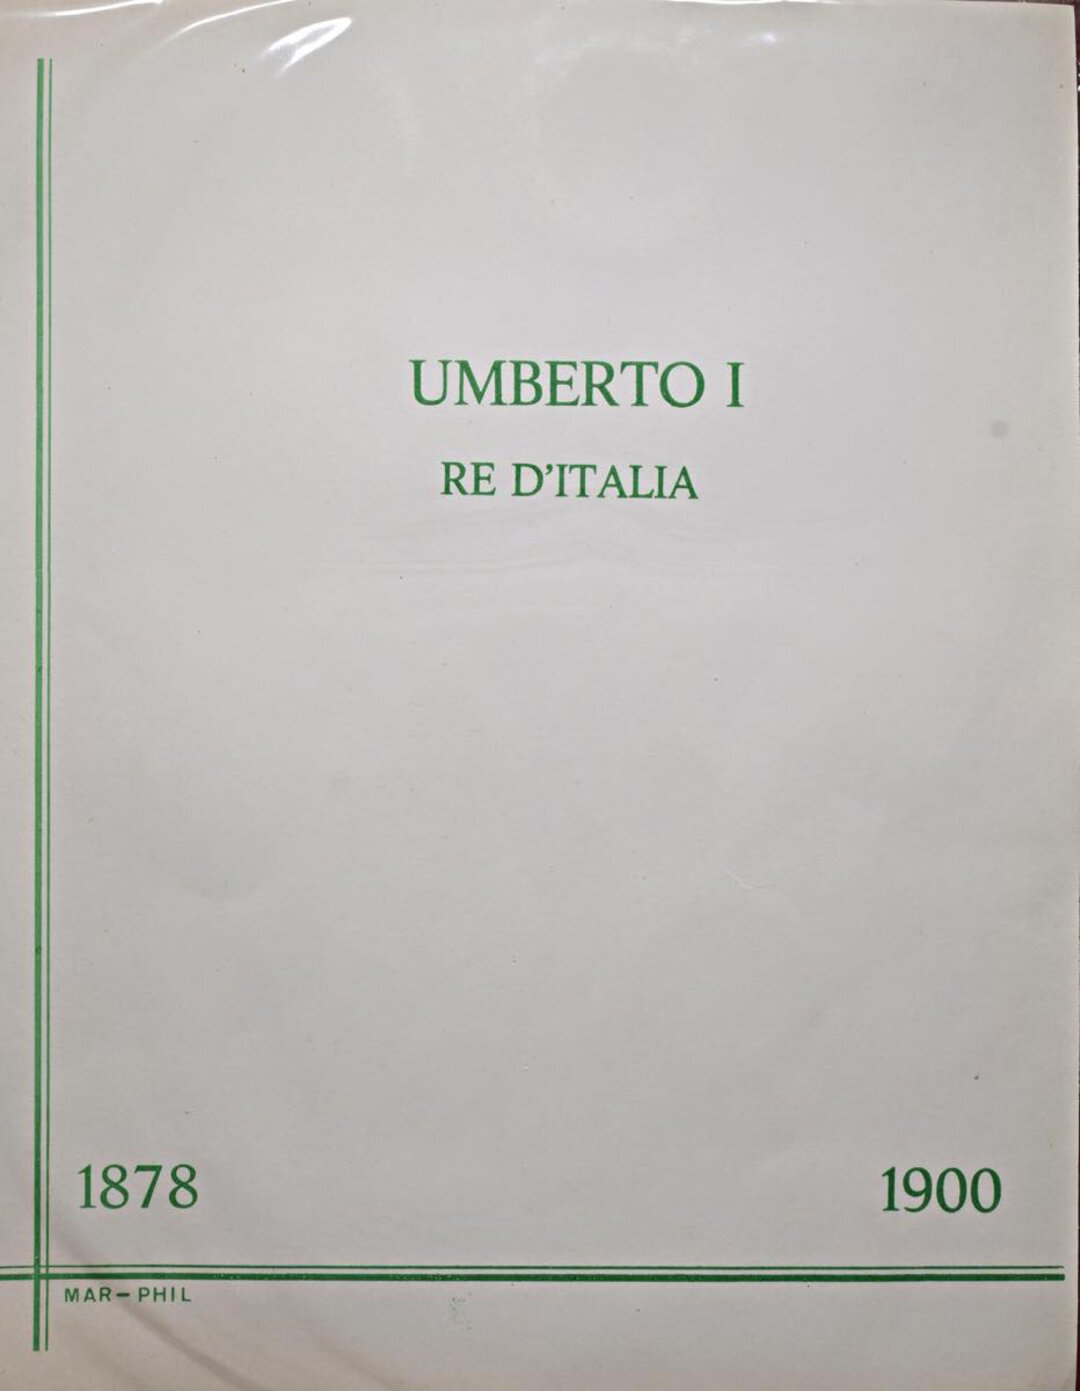 UMBERTO I
RE D'ITALIA
1878 1900
MAR-PHIL